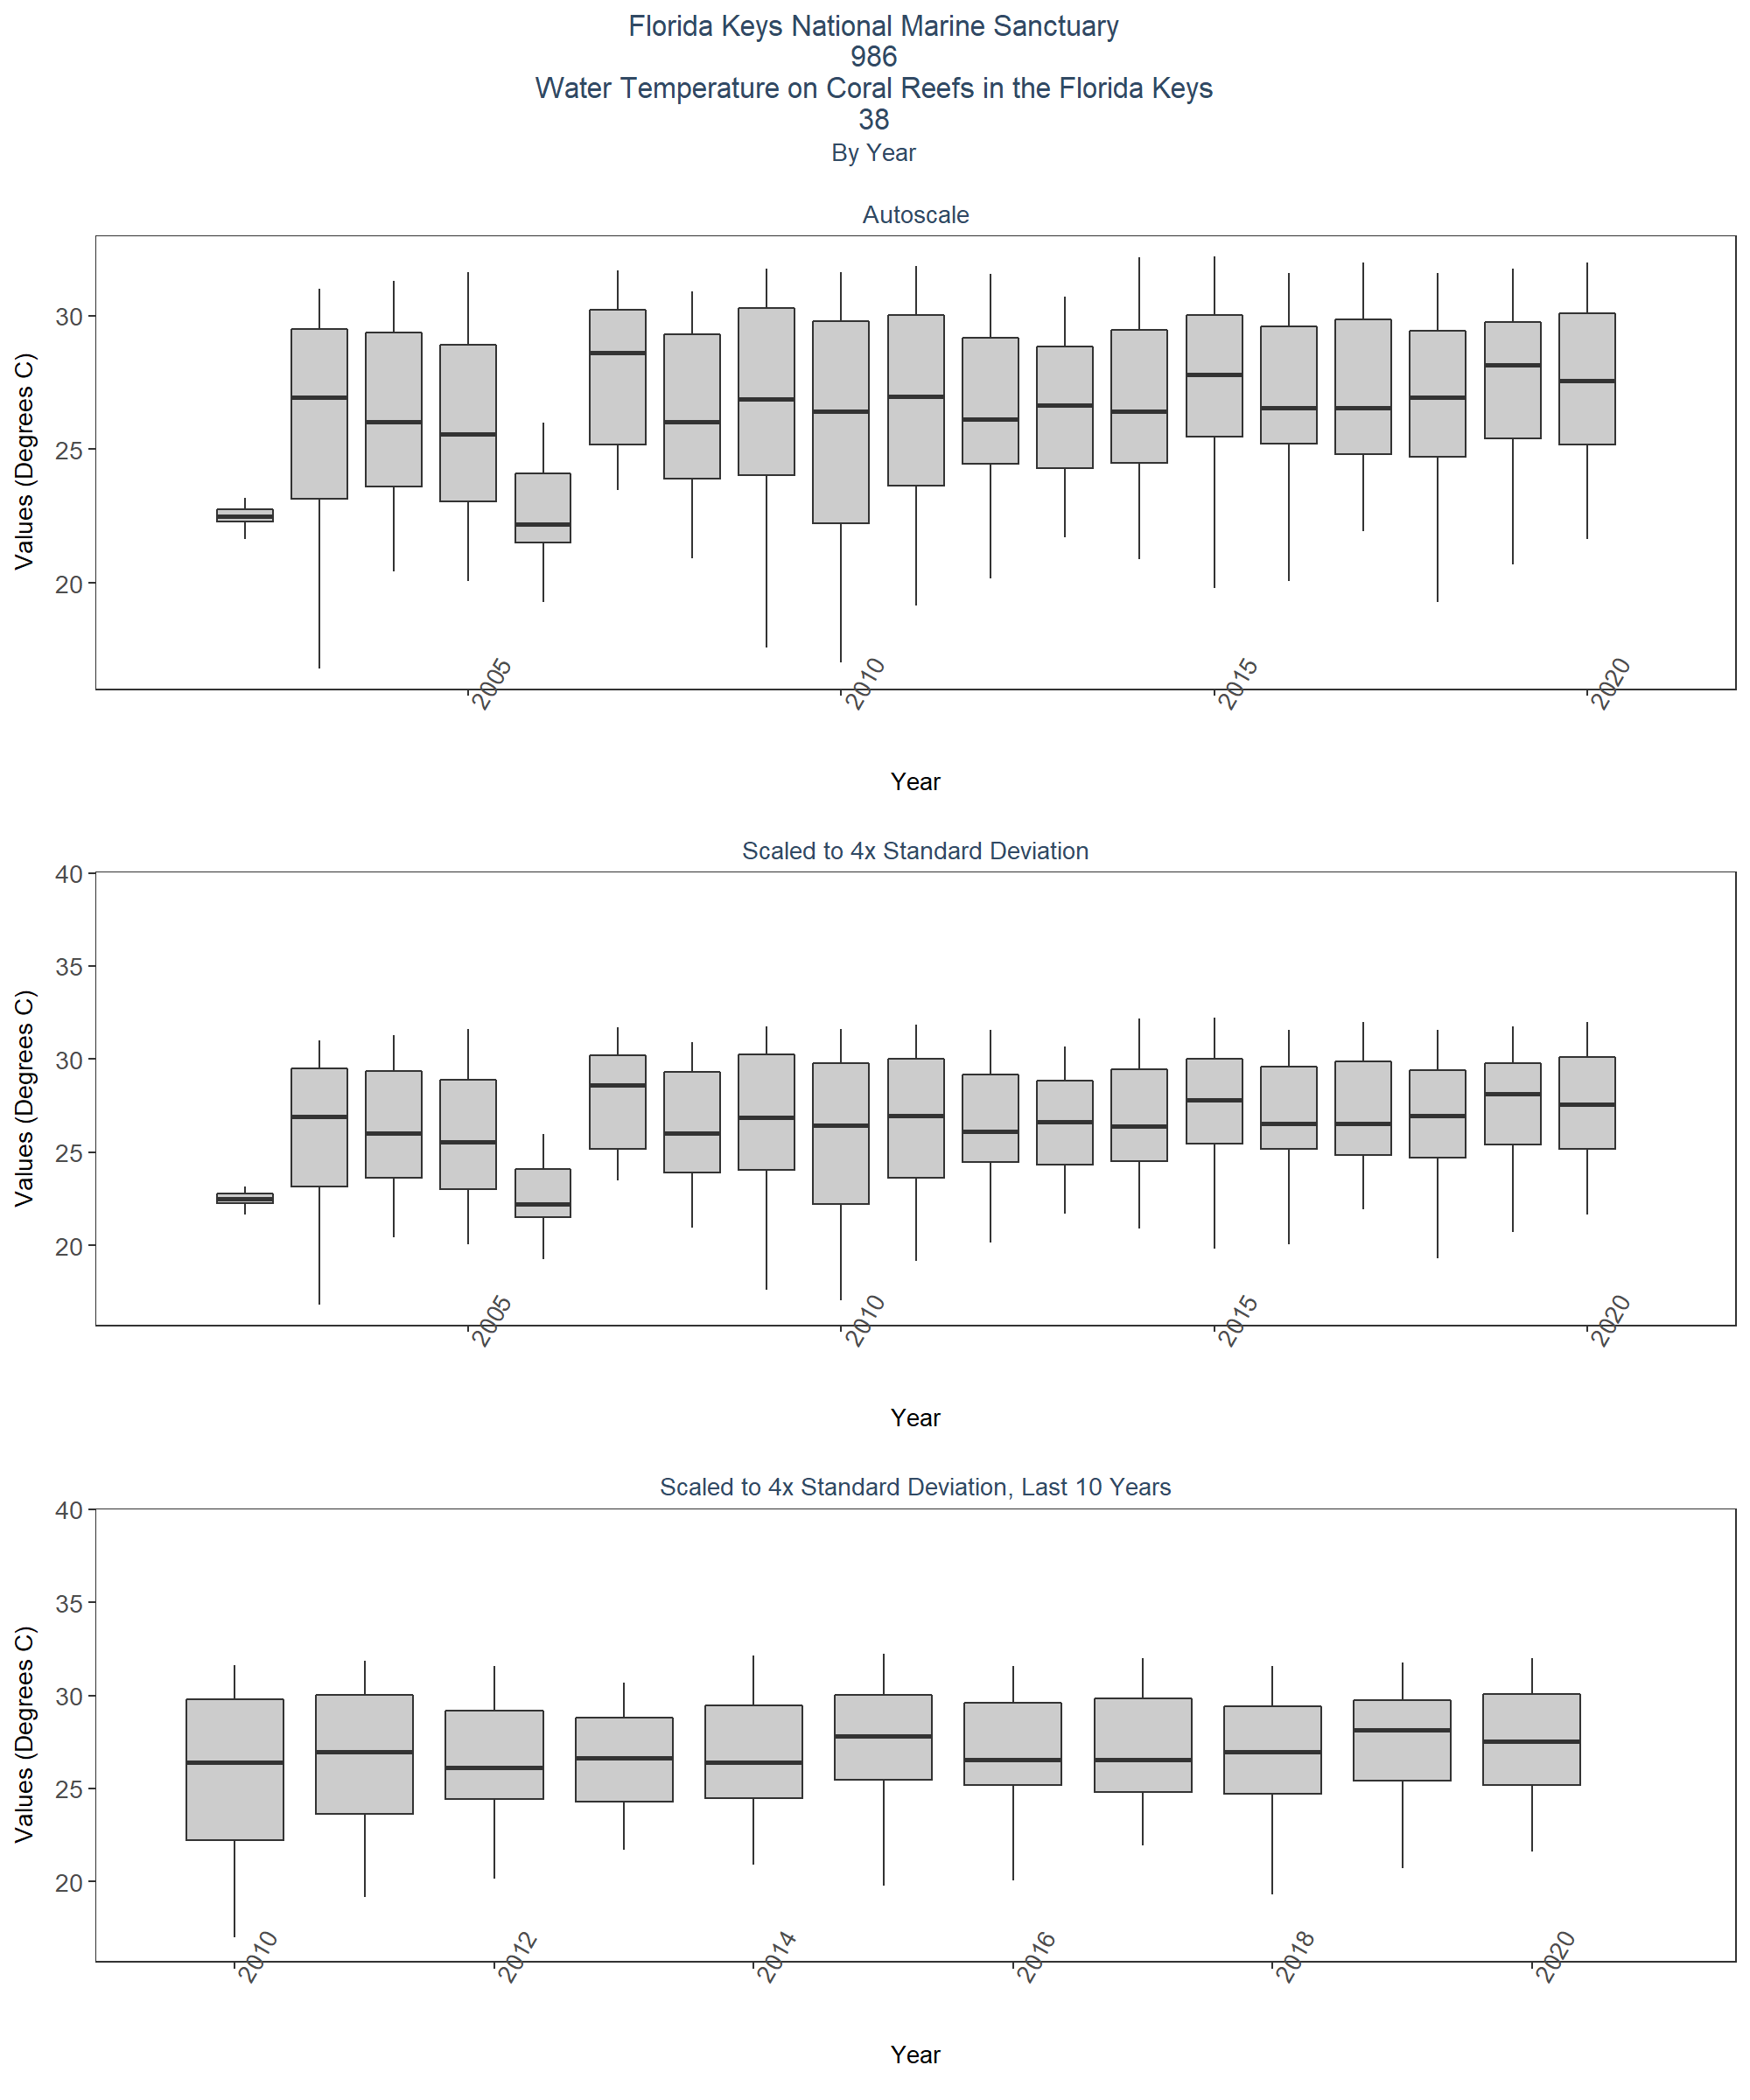 Florida Keys National Marine Sanctuary
986
Water Temperature on Coral Reefs in the Florida Keys
38
By Year
Autoscale
Values (Degrees C)
30
25
20
2005
2010
2015
2020
Year
Scaled to 4x Standard Deviation
Values (Degrees C)
40
35
30
25
20
2005
2010
2015
2020
Year
Scaled to 4x Standard Deviation, Last 10 Years
Values (Degrees C)
40
35
30
25
20
2010
2012
2014
2016
2018
2020
Year